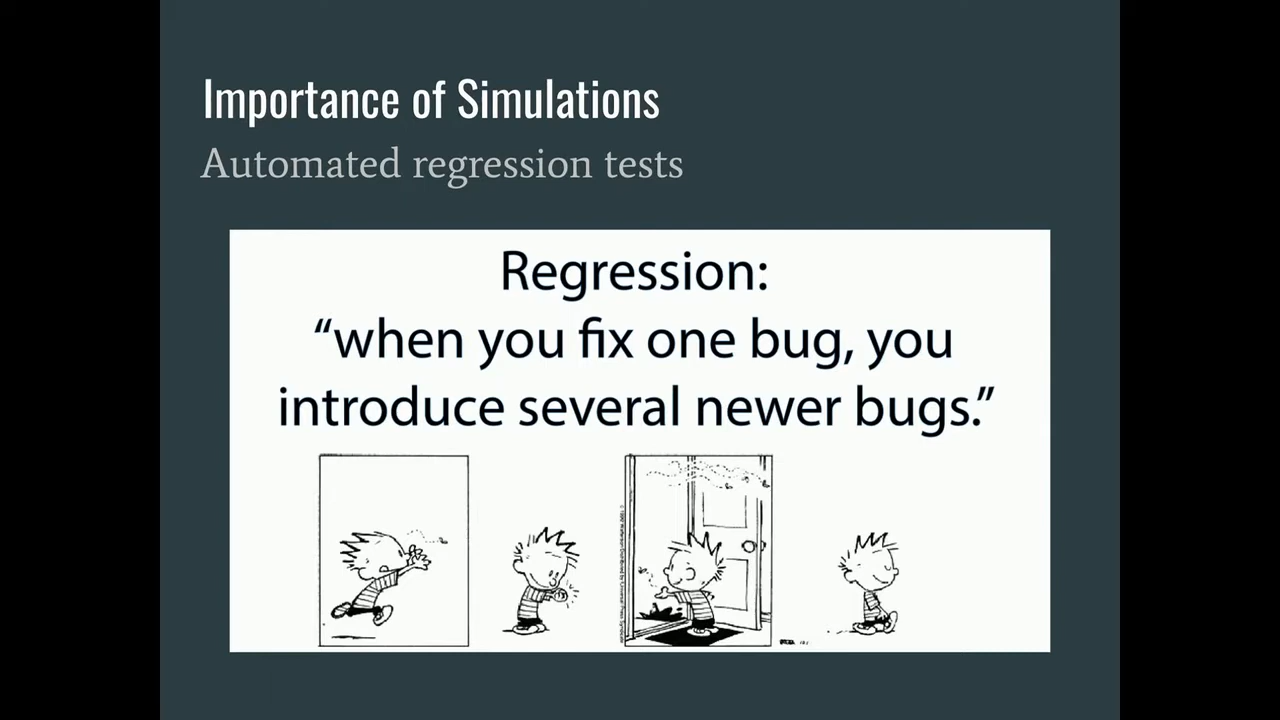 Importance of Simulations
Automated regression tests
Regression:
“when you fix one bug, you
introduce several newer bugs.”